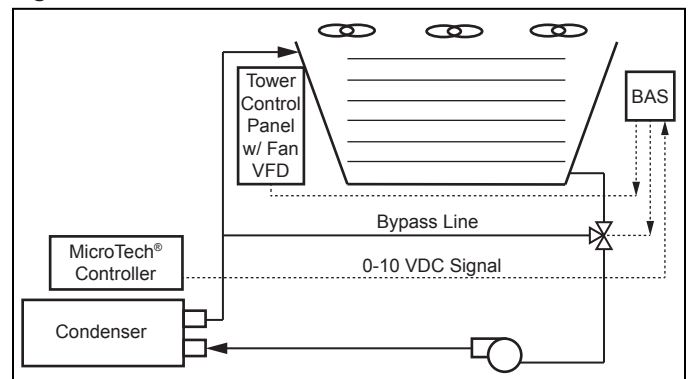 Tower
Control
Panel
w/ Fan
VFD
BAS
Bypass Line
MicroTech®
Controller
0-10 VDC Signal
Condenser